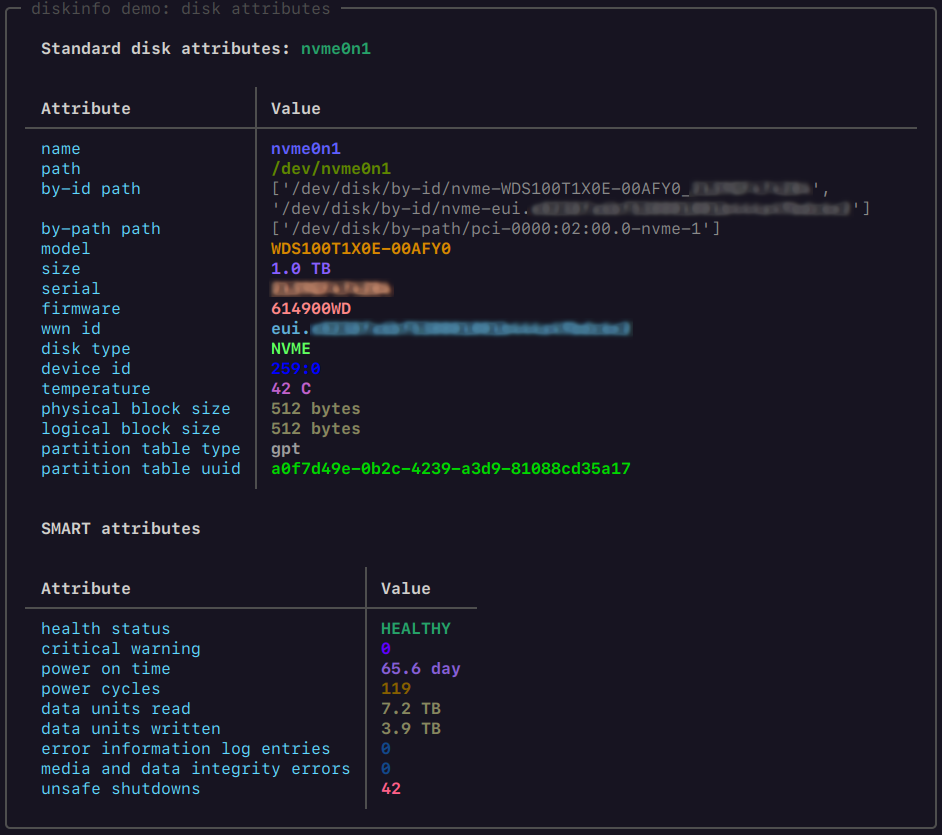 diskinfo demo: disk attributes
Standard disk attributes: nvme0n1
Attribute Value
name nvme0n1
path /dev/nvme0n1
by-id path ['/dev/disk/by-id/nvme-WDS100T1X0E-00AFY0_ ',
'/dev/disk/by-id/nvme-eui. ']
by-path path ['/dev/disk/by-path/pci-0000:02:00.0-nvme-1']
model WDS100T1X0E-00AFY0
size 1.0 TB
serial
firmware 614900WD
wwn id eui.
disk type NVME
device id 259:0
temperature 42 C
physical block size 512 bytes
logical block size 512 bytes
partition table type gpt
partition table uuid a0f7d49e-0b2c-4239-a3d9-81088cd35a17
SMART attributes
Attribute Value
health status HEALTHY
critical warning 0
power on time 65.6 day
power cycles 119
data units read 7.2 TB
data units written 3.9 TB
error information log entries 0
media and data integrity errors 0
unsafe shutdowns 42